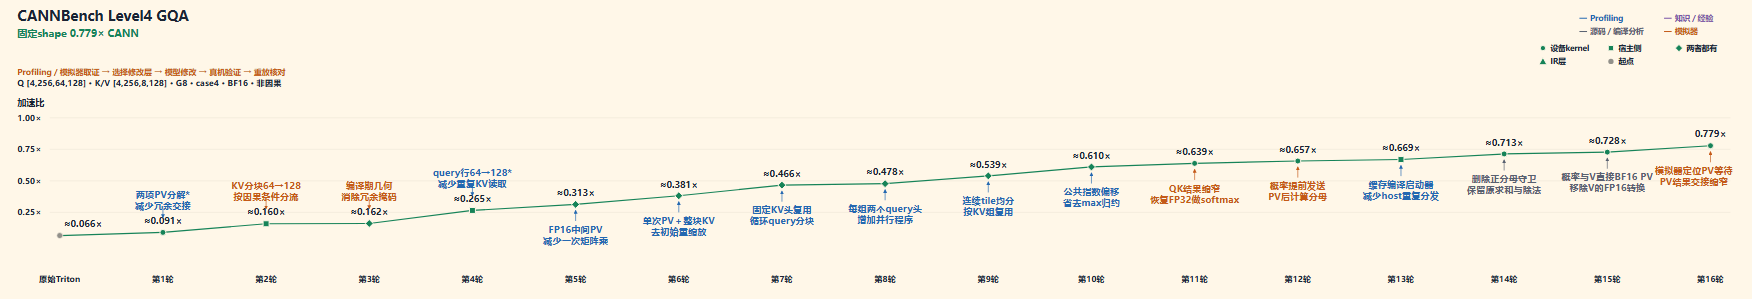 CANNBench Level4 GQA
固定shape 0.779× CANN
Profiling
知识 / 经验
源码 / 编译分析
模拟器
设备kernel
宿主侧
两者都有
IR层
起点
Profiling / 模拟器取证 → 选择修改层 → 模型修改 → 真机验证 → 重放核对
Q [4,256,64,128] • K/V [4,256,8,128] • G8 • case4 • BF16 • 非因果
加速比
1.00×
0.75×
0.50×
0.25×
≈0.066×
两项PV分解*
减少冗余交接
≈0.091×
KV分块64→128
按因果条件分流
≈0.160×
编译期几何
消除冗余掩码
≈0.162×
query行64→128*
减少重复KV读取
≈0.265×
≈0.313×
FP16中间PV
减少一次矩阵乘
≈0.381×
单次PV＋整块KV
去初始重缩放
≈0.466×
固定KV头复用
循环query分块
≈0.478×
每组两个query头
增加并行程序
≈0.539×
连续tile均分
按KV组复用
≈0.610×
公共指数偏移
省去max归约
≈0.639×
QK结果缩窄
恢复FP32做softmax
≈0.657×
概率提前发送
PV后计算分母
≈0.669×
缓存编译启动器
减少host重复分发
≈0.713×
删除正分母守卫
保留原求和与除法
≈0.728×
概率与V直接BF16 PV
移除V的FP16转换
0.779×
模拟器定位PV等待
PV结果交接缩窄
原始Triton
第1轮
第2轮
第3轮
第4轮
第5轮
第6轮
第7轮
第8轮
第9轮
第10轮
第11轮
第12轮
第13轮
第14轮
第15轮
第16轮